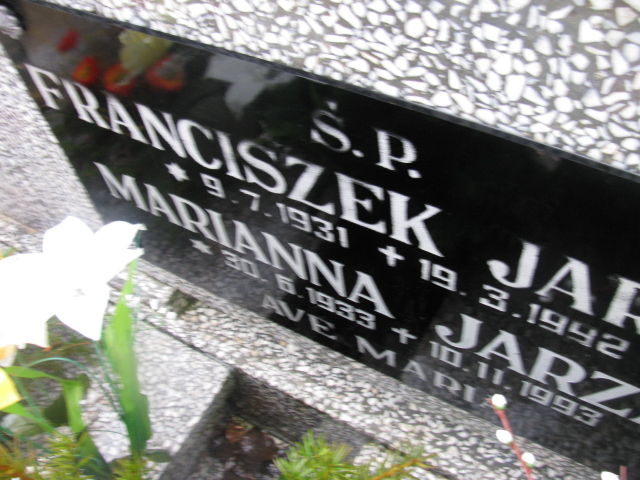 Ś. P.
FRANCISZEK JAR
* 9.7.1931 + 19.3.1992
MARIANNA JARZ
* 30.6.1933 + 10.11.1993
AVE MARI